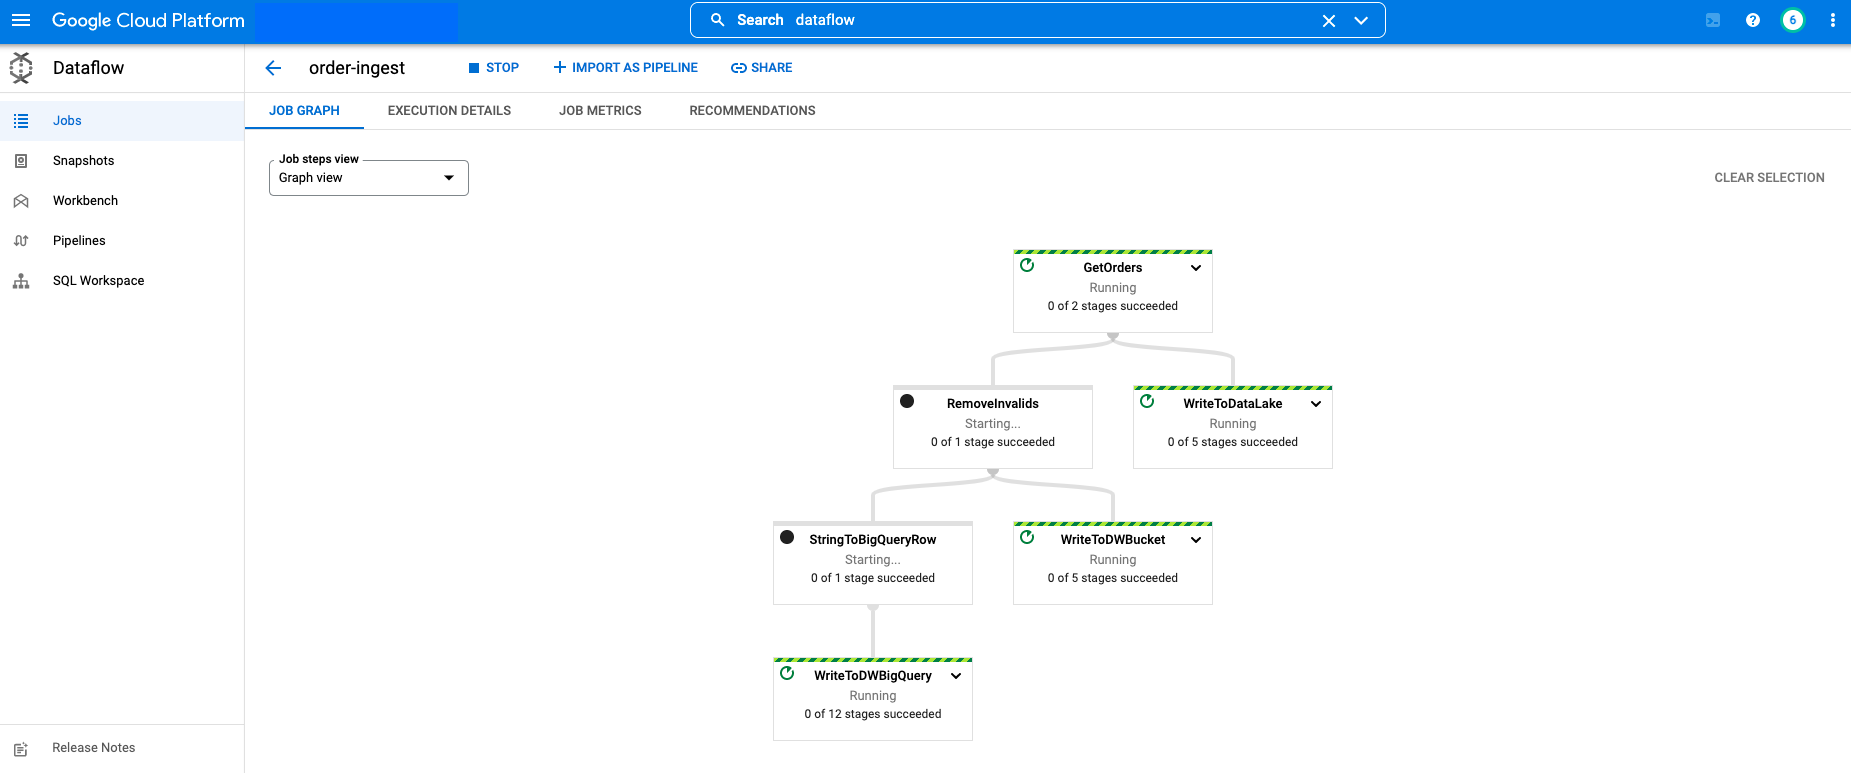 Google Cloud Platform
Search dataflow
6
Dataflow
order-ingest
STOP
IMPORT AS PIPELINE
SHARE
JOB GRAPH
EXECUTION DETAILS
JOB METRICS
RECOMMENDATIONS
Jobs
Snapshots
Workbench
Pipelines
SQL Workspace
Release Notes
Job steps view
Graph view
CLEAR SELECTION
GetOrders
Running
0 of 2 stages succeeded
RemoveInvalids
Starting...
0 of 1 stage succeeded
WriteToDataLake
Running
0 of 5 stages succeeded
StringToBigQueryRow
Starting...
0 of 1 stage succeeded
WriteToDWBucket
Running
0 of 5 stages succeeded
WriteToDWBigQuery
Running
0 of 12 stages succeeded